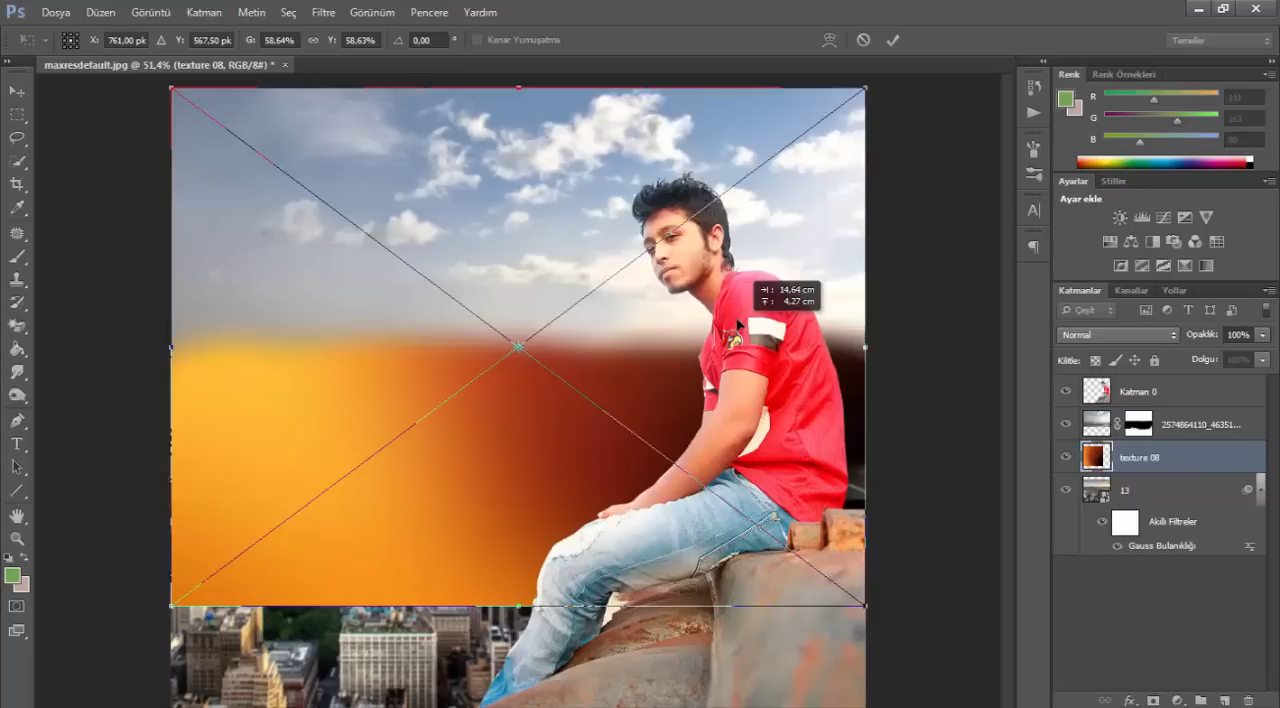 Ps Dosya Düzen Görüntü Katman Metin Seç Filtre Görünüm Pencere Yardım
X: 761,00 pk Y: 567,50 pk G: 58.64% Y: 58.63% 0,00 ° Kenar Yumuşatma Temeller
maxresdefault.jpg @ 51,4% (texture 08, RGB/8#) * ×
Renk Renk Örnekleri
R 111
G 163
B
Ayarlar Stiller
Ayar ekle
Katmanlar Kanallar Yollar
Çeşit
Normal Opaklık: 100%
Kilitle: Dolgu: 100%
Katman 0
2574864110_46351...
texture 08
13
Akıllı Filtreler
Gauss Bulanıklığı
14,64 cm
4,27 cm